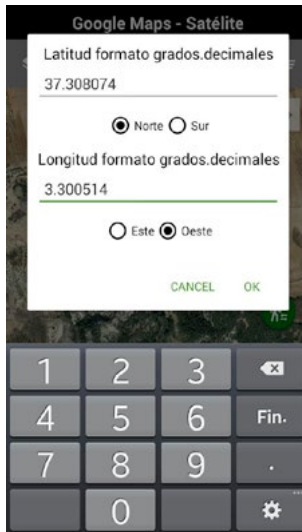 Google Maps - Satélite
Latitud formato grados.decimales
37.308074
Norte Sur
Longitud formato grados.decimales
3.300514
Este Oeste
CANCEL OK
1 2 3
4 5 6 Fin.
7 8 9 .
0